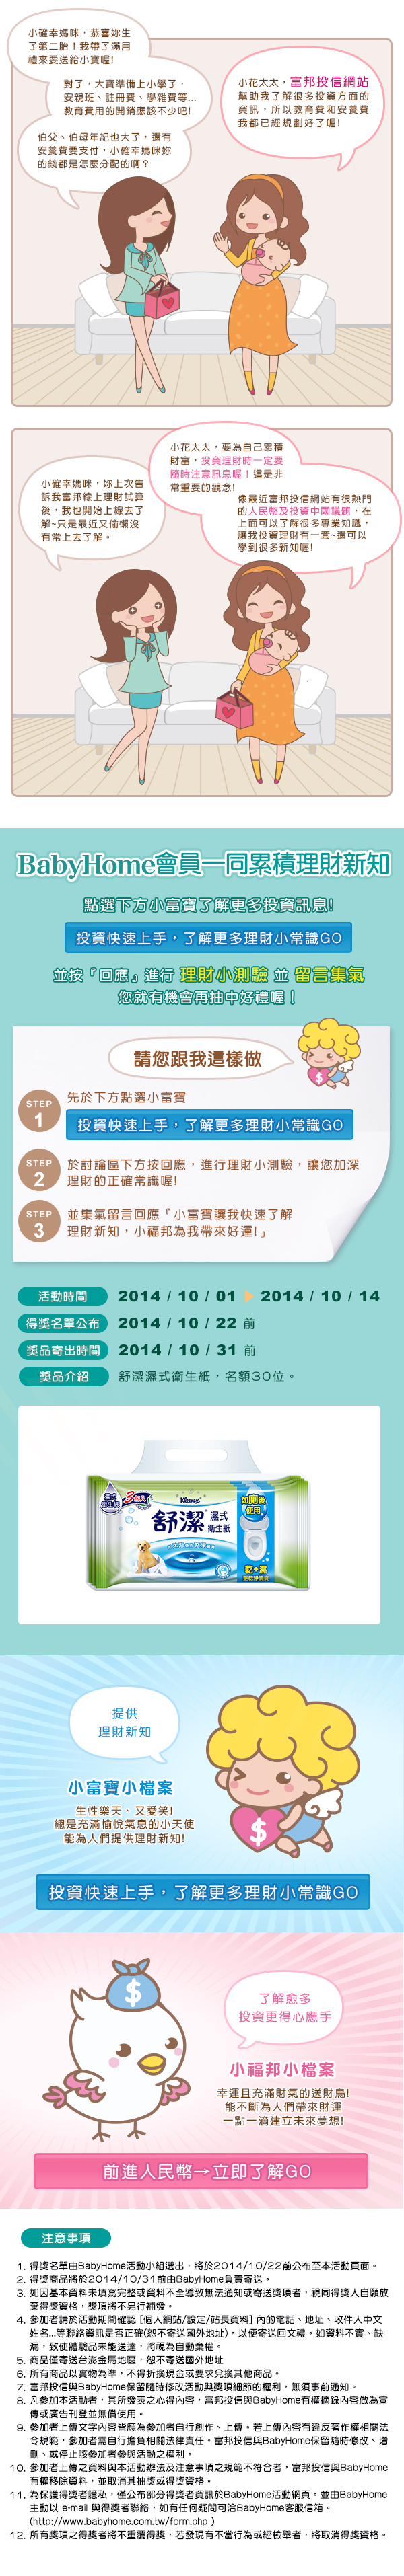 小確幸媽咪，恭喜妳生
了第二胎！我帶了滿月
禮來要送給小寶喔！
對了，大寶準備上小學了，
安親班、註冊費、學雜費等...
教育費用的開銷應該不少吧!
伯父、伯母年紀也大了，還有
安養費要支付，小確幸媽咪妳
的錢都是怎麼分配的啊？
小花太太，富邦投信網站
幫助我了解很多投資方面的
資訊，所以教育費和安養費
我都已經規劃好了喔!
小確幸媽咪，妳上次告
訴我富邦線上理財試算
後，我也開始上線去了
解~只是最近又偷懶沒
有常上去了解。
小花太太，要為自己累積
財富，投資理財時一定要
隨時注意訊息喔！這是非
常重要的觀念!
像最近富邦投信網站有很熱門
的人民幣及投資中國議題，在
上面可以了解很多專業知識，
讓我投資理財有一套~還可以
學到很多新知喔!
BabyHome會員一同累積理財新知
點選下方小富寶了解更多投資訊息!
投資快速上手，了解更多理財小常識GO
並按『回應』進行 理財小測驗 並 留言集氣
您就有機會再抽中好禮喔！
請您跟我這樣做
STEP
1
先於下方點選小富寶
投資快速上手，了解更多理財小常識GO
STEP
2
於討論區下方按回應，進行理財小測驗，讓您加深
理財的正確常識喔!
STEP
3
並集氣留言回應『小富寶讓我快速了解
理財新知，小福邦為我帶來好運!』
活動時間 2014 / 10 / 01 2014 / 10 / 14
得獎名單公布 2014 / 10 / 22 前
獎品寄出時間 2014 / 10 / 31 前
獎品介紹 舒潔濕式衛生紙，名額30位。
濕式
衛生紙
3包入
Kleenex
舒潔
濕式
衛生紙
如廁後
使用
乾+濕
提供
理財新知
小富寶小檔案
生性樂天、又愛笑!
總是充滿愉悅氣息的小天使
能為人們提供理財新知!
投資快速上手，了解更多理財小常識GO
了解愈多
投資更得心應手
小福邦小檔案
幸運且充滿財氣的送財鳥!
能不斷為人們帶來財運
一點一滴建立未來夢想!
前進人民幣→立即了解GO
注意事項
1. 得獎名單由BabyHome活動小組選出，將於2014/10/22前公布至本活動頁面。
2. 得獎商品將於2014/10/31前由BabyHome負責寄送。
3. 如因基本資料未填寫完整或資料不全導致無法通知或寄送獎項者，視同得獎人自願放
棄得獎資格，獎項將不另行補發。
4. 參加者請於活動期間確認 [個人網站/設定/站長資料] 內的電話、地址、收件人中文
姓名...等聯絡資訊是否正確(恕不寄送國外地址)，以便寄送回文禮。如資料不實、缺
漏，致使體驗品未能送達，將視為自動棄權。
5. 商品僅寄送台澎金馬地區，恕不寄送國外地址
6. 所有商品以實物為準，不得折換現金或要求兌換其他商品。
7. 富邦投信與BabyHome保留隨時修改活動與獎項細節的權利，無須事前通知。
8. 凡參加本活動者，其所發表之心得內容，富邦投信與BabyHome有權摘錄內容做為宣
傳或廣告刊登並無償使用。
9. 參加者上傳文字內容皆應為參加者自行創作、上傳。若上傳內容有違反著作權相關法
令規範，參加者需自行擔負相關法律責任。富邦投信與BabyHome保留隨時修改、增
刪、或停止該參加者參與活動之權利。
10. 參加者上傳之資料與本活動辦法及注意事項之規範不符合者，富邦投信與BabyHome
有權移除資料，並取消其抽獎或得獎資格。
11. 為保護得獎者隱私，僅公布部分得獎者資訊於BabyHome活動網頁。並由BabyHome
主動以 e-mail 與得獎者聯絡，如有任何疑問可洽BabyHome客服信箱。
(http://www.babyhome.com.tw/form.php )
12. 所有獎項之得獎者將不重覆得獎，若發現有不當行為或經檢舉者，將取消得獎資格。